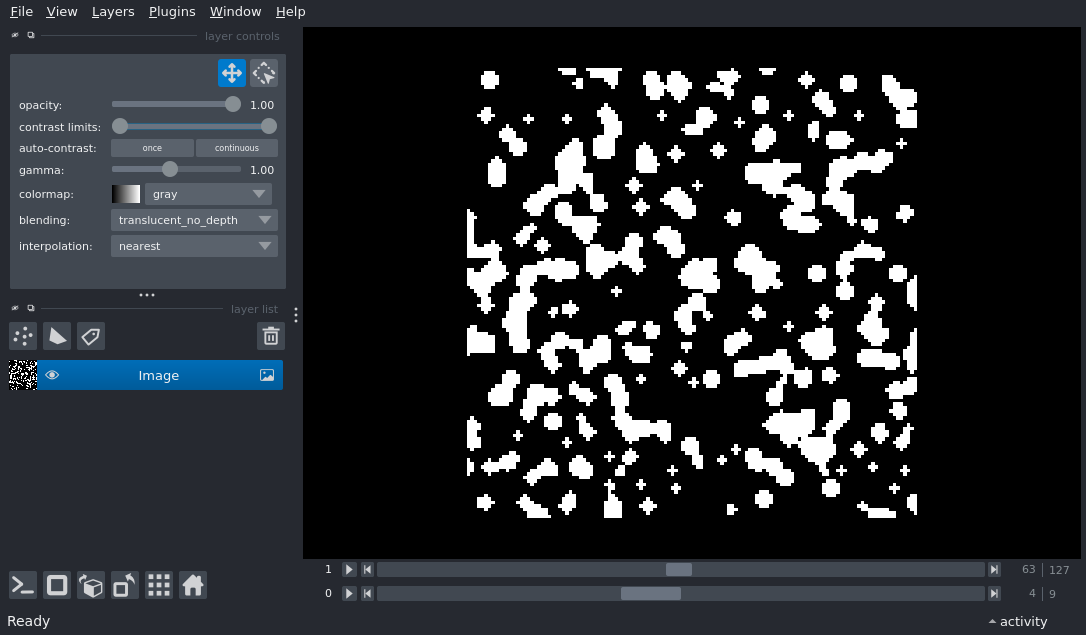 File View Layers Plugins Window Help
layer controls
opacity: 1.00
contrast limits:
auto-contrast: once continuous
gamma: 1.00
colormap: gray
blending: translucent_no_depth
interpolation: nearest
layer list
Image
1 63 127
0 4 9
Ready activity